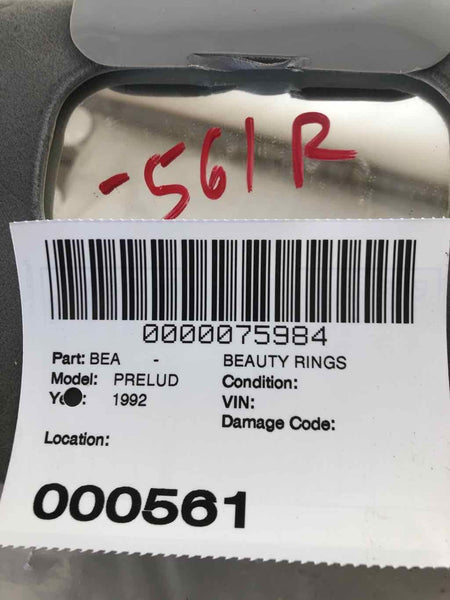 -561R
0000075984
Part: BEA - BEAUTY RINGS
Model: PRELUD Condition:
1992 VIN:
Damage Code:
Location:
000561